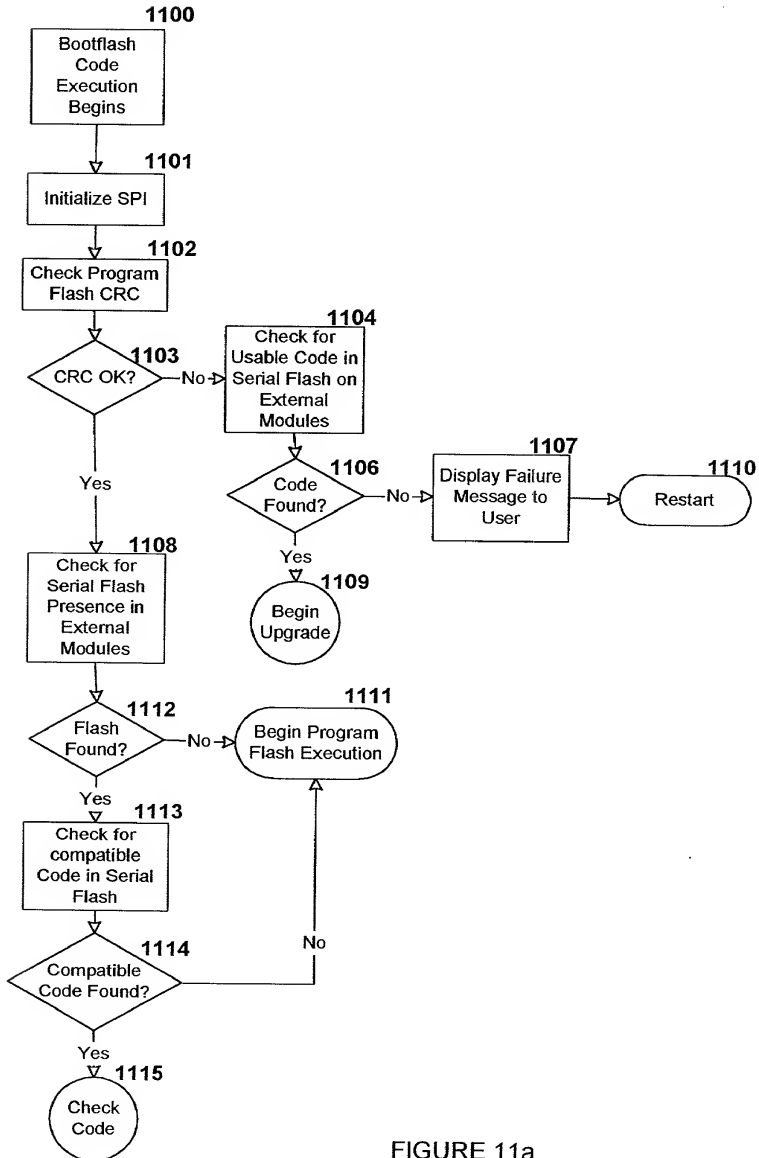 1100
Bootflash
Code
Execution
Begins
1101
Initialize SPI
1102
Check Program
Flash CRC
1103
CRC OK?
No
1104
Check for
Usable Code in
Serial Flash on
External
Modules
Yes
1106
Code
Found?
No
1107
Display Failure
Message to
User
1110
Restart
Yes
1109
Begin
Upgrade
1108
Check for
Serial Flash
Presence in
External
Modules
1112
Flash
Found?
No
1111
Begin Program
Flash Execution
Yes
1113
Check for
compatible
Code in Serial
Flash
1114
Compatible
Code Found?
No
Yes
1115
Check
Code
FIGURE 11a